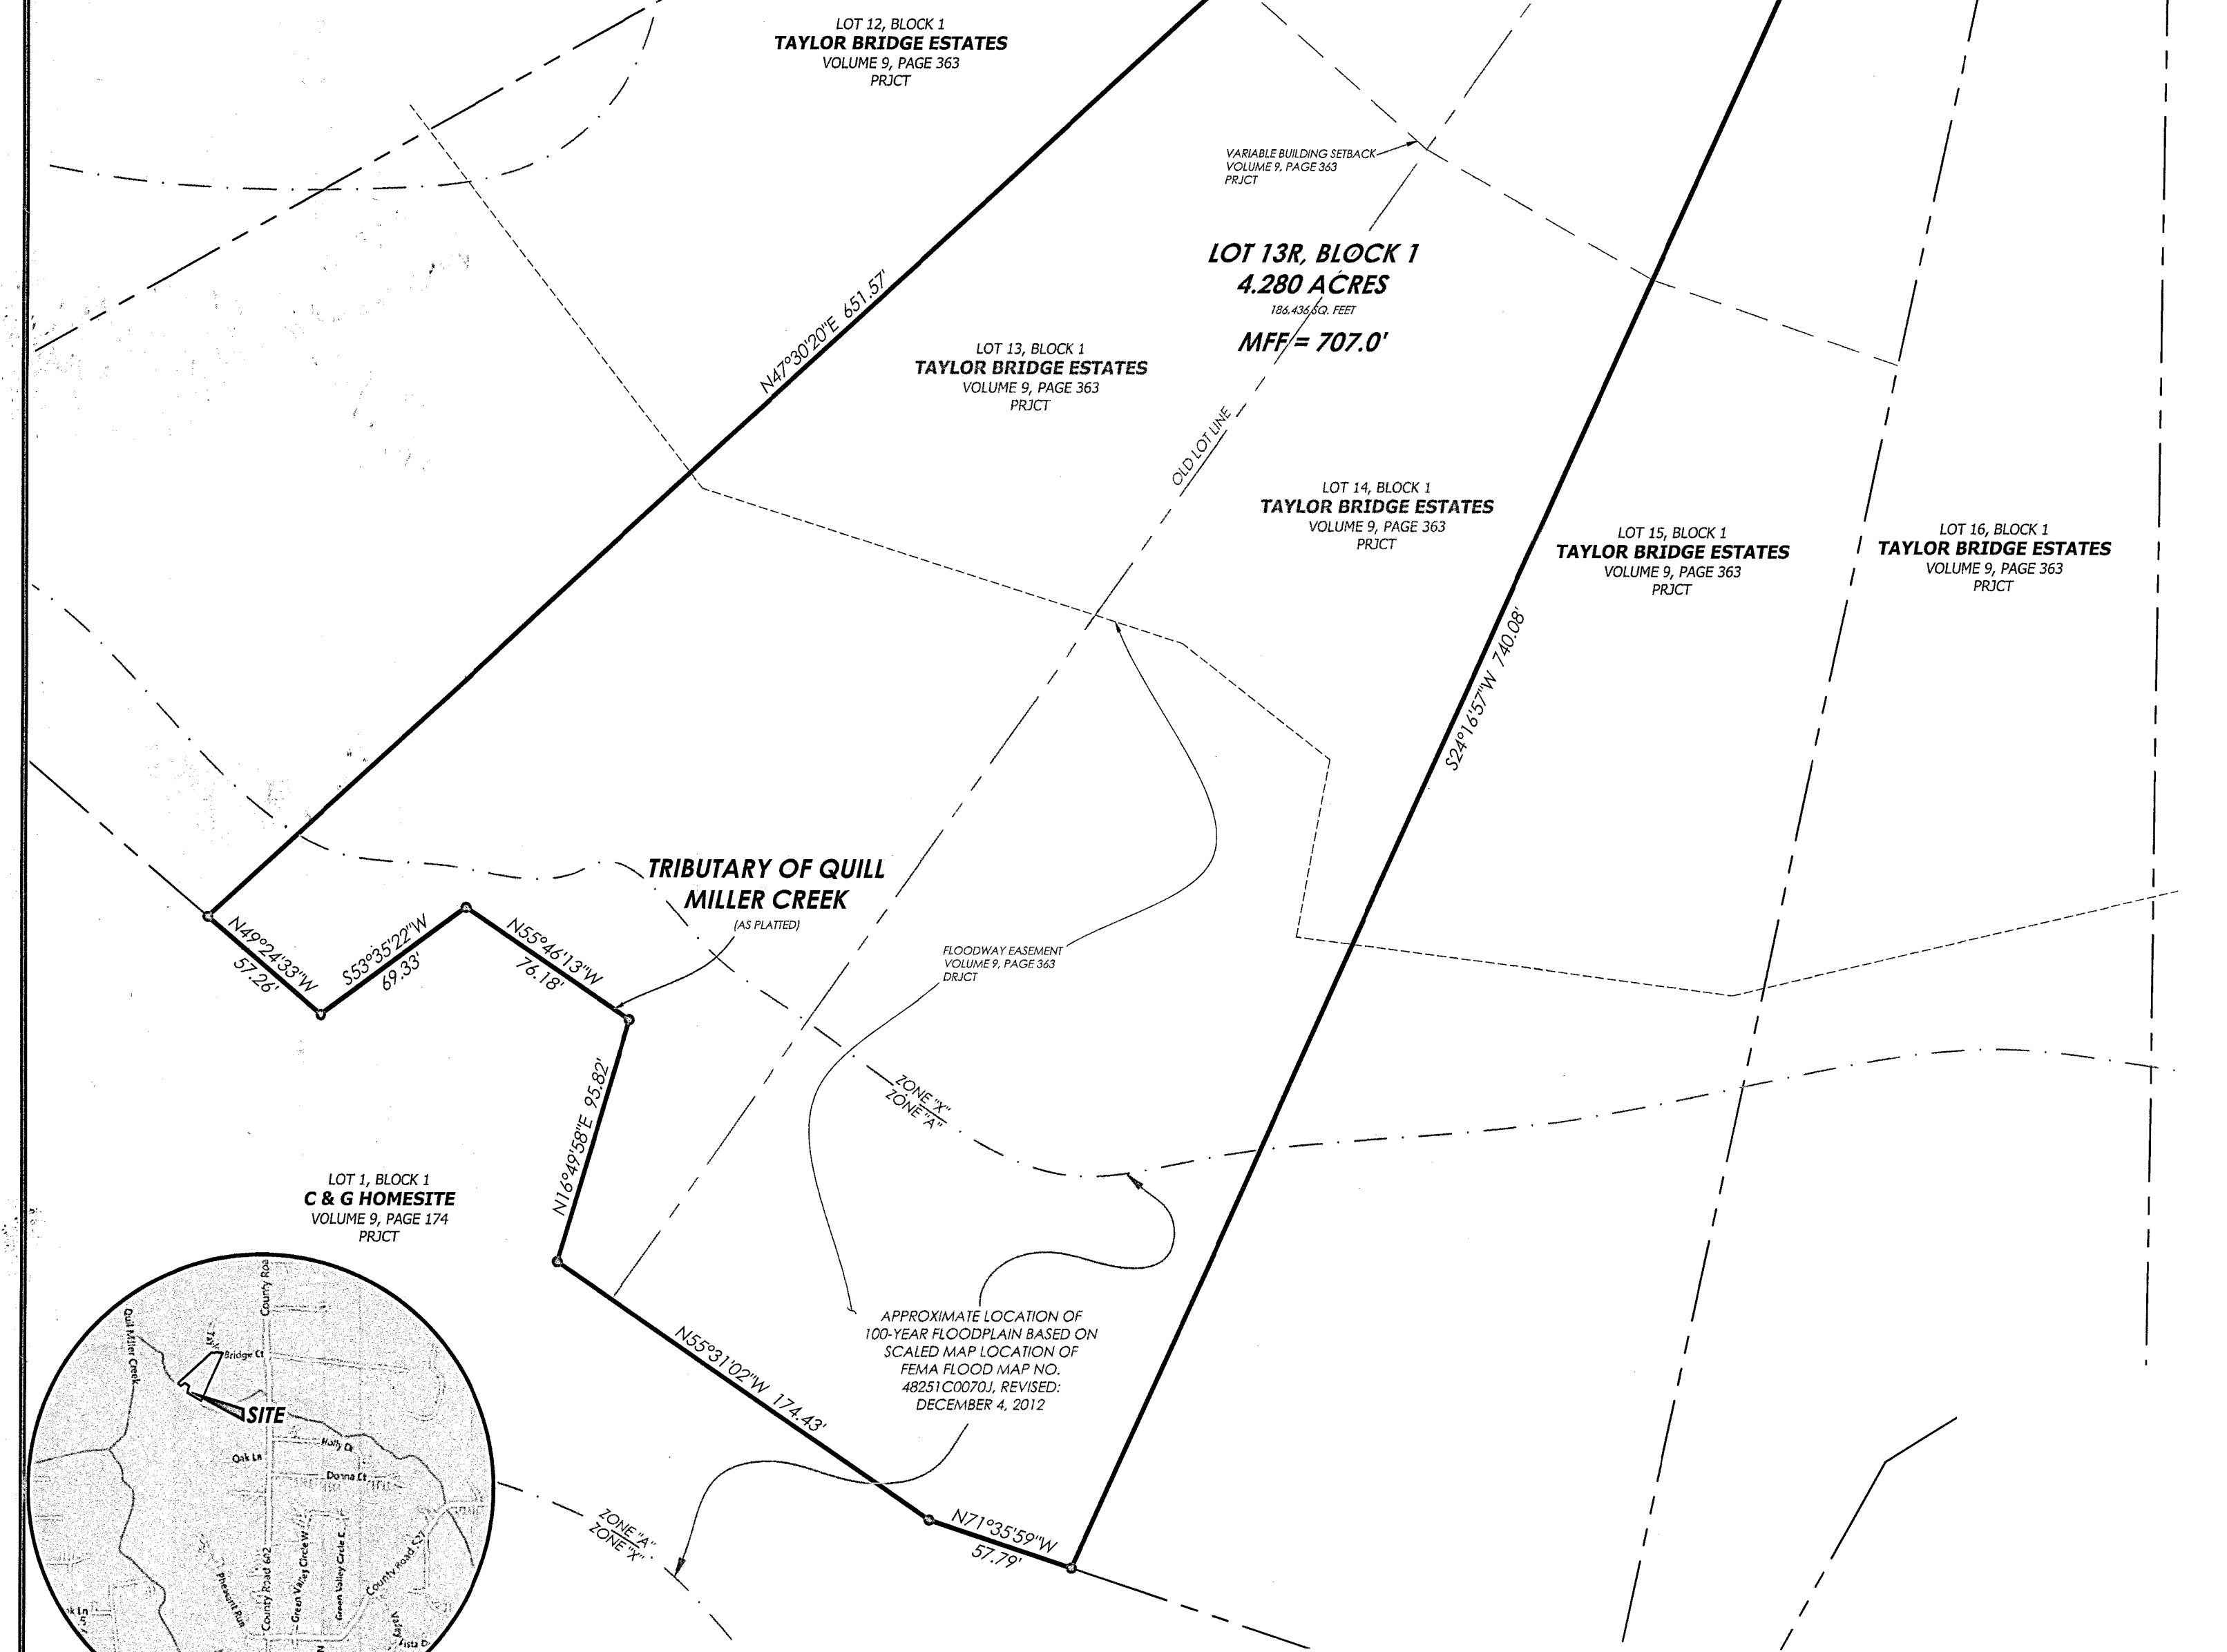 LOT 12, BLOCK 1
TAYLOR BRIDGE ESTATES
VOLUME 9, PAGE 363
PRJCT
VARIABLE BUILDING SETBACK
VOLUME 9, PAGE 363
PRJCT
LOT 13R, BLOCK 1
4.280 ACRES
186,436 SQ. FEET
MFF = 707.0'
N47°30'20"E 651.57'
LOT 13, BLOCK 1
TAYLOR BRIDGE ESTATES
VOLUME 9, PAGE 363
PRJCT
OLD LOT LINE
LOT 14, BLOCK 1
TAYLOR BRIDGE ESTATES
VOLUME 9, PAGE 363
PRJCT
LOT 15, BLOCK 1
TAYLOR BRIDGE ESTATES
VOLUME 9, PAGE 363
PRJCT
LOT 16, BLOCK 1
TAYLOR BRIDGE ESTATES
VOLUME 9, PAGE 363
PRJCT
S24°16'57"W 740.08'
TRIBUTARY OF QUILL
MILLER CREEK
(AS PLATTED)
N49°24'33"W
57.26'
S53°35'22"W
69.33'
N55°46'13"W
76.18'
FLOODWAY EASEMENT
VOLUME 9, PAGE 363
DRJCT
N16°49'58"E 95.82'
ZONE "X"
ZONE "A"
LOT 1, BLOCK 1
C & G HOMESITE
VOLUME 9, PAGE 174
PRJCT
N55°31'02"W 174.43'
APPROXIMATE LOCATION OF
100-YEAR FLOODPLAIN BASED ON
SCALED MAP LOCATION OF
FEMA FLOOD MAP NO.
48251C0070J, REVISED:
DECEMBER 4, 2012
ZONE "A"
ZONE "X"
N71°35'59"W
57.79'
Quil Miller Creek
County Roa
Bridge Ct
SITE
Holly Dr
Oak Ln
Donna Ct
Pheasant Run
County Road 602
Green Valley Circle W
Green Valley Circle E
County Road 527